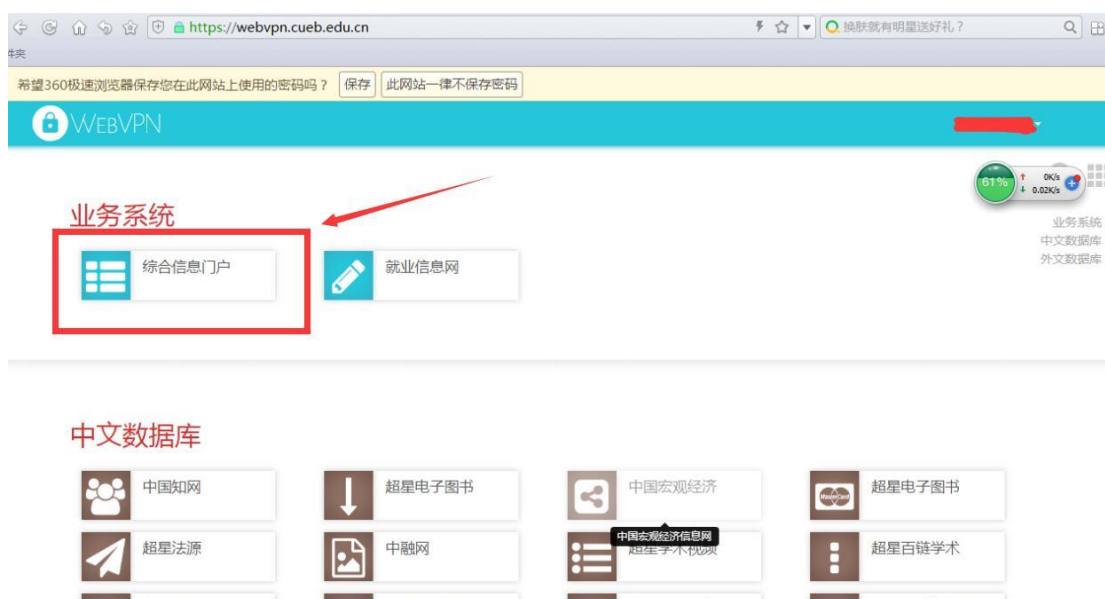 https://webvpn.cueb.edu.cn
换肤就有明星送好礼？
件夹
希望360极速浏览器保存您在此网站上使用的密码吗？ 保存 此网站一律不保存密码
WEBVPN
61% 0K/s
0.02K/s
业务系统
业务系统
中文数据库
外文数据库
综合信息门户
就业信息网
中文数据库
中国知网
超星电子图书
中国宏观经济
超星电子图书
MasterCard
中国宏观经济信息网
超星法源
中融网
超星学术视频
超星百链学术